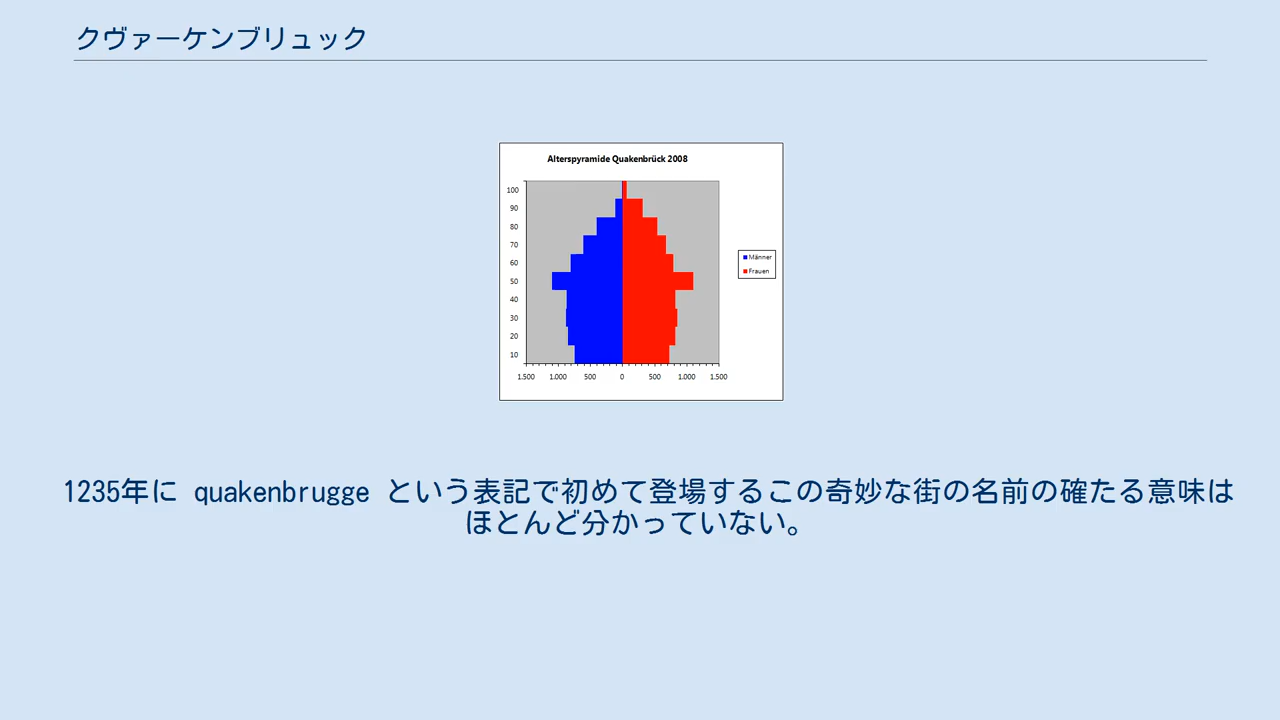 クヴァーケンブリュック
Alterspyramide Quakenbrück 2008
100
90
80
70
60
50
40
30
20
10
1.500 1.000 500 0 500 1.000 1.500
Männer
Frauen
1235年に quakenbrugge という表記で初めて登場するこの奇妙な街の名前の確たる意味は
ほとんど分かっていない。